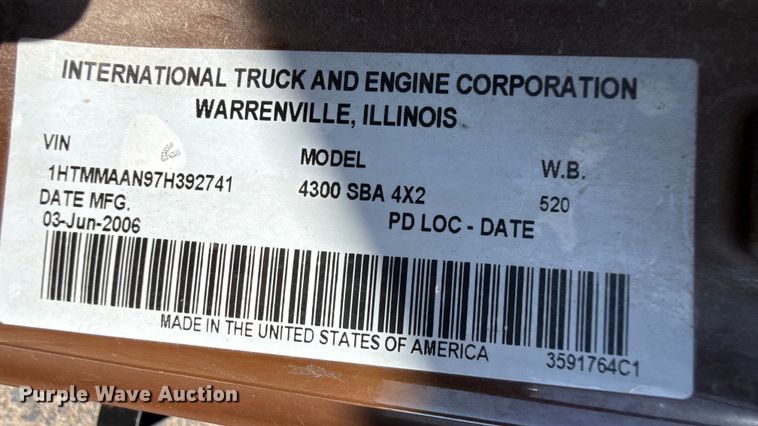 INTERNATIONAL TRUCK AND ENGINE CORPORATION
WARRENVILLE, ILLINOIS
VIN MODEL W.B.
1HTMMAAN97H392741 4300 SBA 4X2 520
DATE MFG. PD LOC - DATE
03-Jun-2006
MADE IN THE UNITED STATES OF AMERICA
3591764C1
Purple Wave Auction